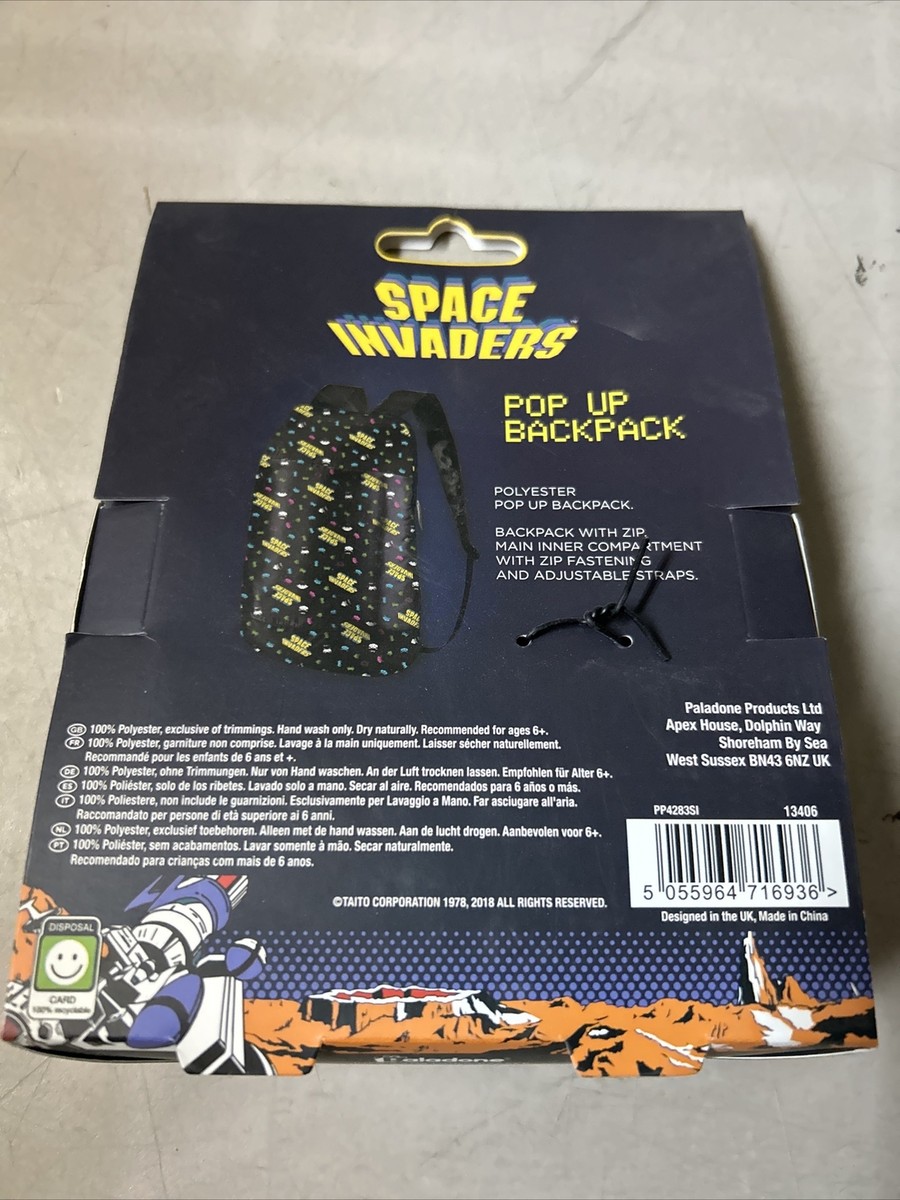 SPACE
INVADERS
POP UP
BACKPACK
POLYESTER
POP UP BACKPACK.
BACKPACK WITH ZIP,
MAIN INNER COMPARTMENT
WITH ZIP FASTENING
AND ADJUSTABLE STRAPS.
GB 100% Polyester, exclusive of trimmings. Hand wash only. Dry naturally. Recommended for ages 6+.
FR 100% Polyester, garniture non comprise. Lavage à la main uniquement. Laisser sécher naturellement.
Recommandé pour les enfants de 6 ans et +.
DE 100% Polyester, ohne Trimmungen. Nur von Hand waschen. An der Luft trocknen lassen. Empfohlen für Alter 6+.
ES 100% Poliéster, solo de los ribetes. Lavado solo a mano. Secar al aire. Recomendados para 6 años o más.
IT 100% Poliestere, non include le guarnizioni. Esclusivamente per Lavaggio a Mano. Far asciugare all'aria.
Raccomandato per persone di età superiore ai 6 anni.
NL 100% Polyester, exclusief toebehoren. Alleen met de hand wassen. Aan de lucht drogen. Aanbevolen voor 6+.
PT 100% Poliéster, sem acabamentos. Lavar somente à mão. Secar naturalmente.
Recomendado para crianças com mais de 6 anos.
Paladone Products Ltd
Apex House, Dolphin Way
Shoreham By Sea
West Sussex BN43 6NZ UK
PP4283SI 13406
5 055964 716936 >
Designed in the UK, Made in China
©TAITO CORPORATION 1978, 2018 ALL RIGHTS RESERVED.
DISPOSAL
CARD
100% recyclable
Paladone